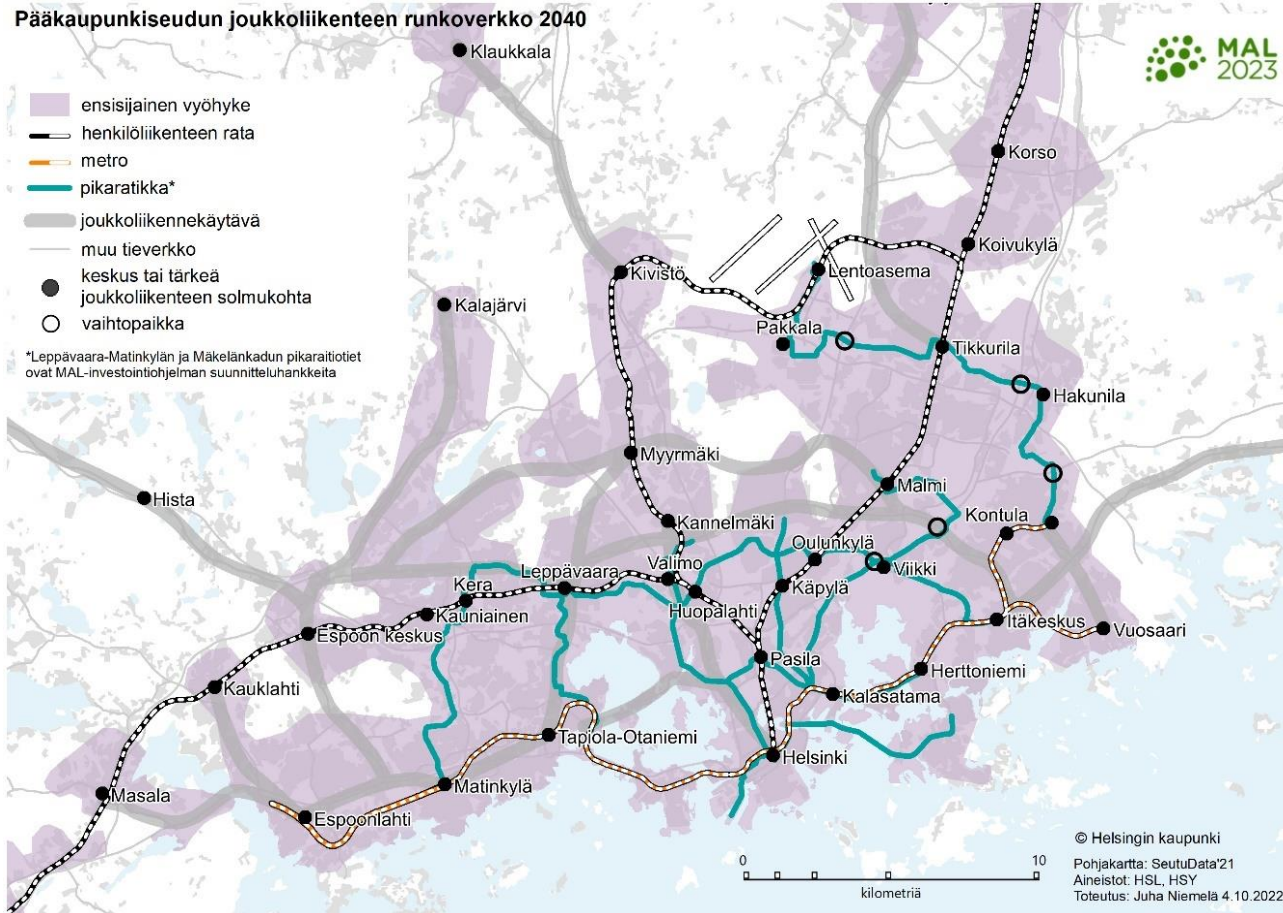 Pääkaupunkiseudun joukkoliikenteen runkoverkko 2040
MAL
2023
ensisijainen vyöhyke
henkilöliikenteen rata
metro
pikaratikka*
joukkoliikennekäytävä
muu tieverkko
keskus tai tärkeä
joukkoliikenteen solmukohta
vaihtopaikka
*Leppävaara-Matinkylän ja Mäkelänkadun pikaraitiotiet
ovat MAL-investointiohjelman suunnitteluhankkeita
Klaukkala
Korso
Koivukylä
Kivistö
Lentoasema
Kalajärvi
Pakkala
Tikkurila
Hakunila
Myyrmäki
Malmi
Hista
Kannelmäki
Kontula
Oulunkylä
Valimo
Leppävaara
Viikki
Kera
Käpylä
Huopalahti
Kauniainen
Espoon keskus
Itäkeskus
Vuosaari
Pasila
Herttoniemi
Kauklahti
Kalasatama
Tapiola-Otaniemi
Helsinki
Matinkylä
Masala
Espoonlahti
0 10
kilometriä
© Helsingin kaupunki
Pohjakartta: SeutuData'21
Aineistot: HSL, HSY
Toteutus: Juha Niemelä 4.10.2022